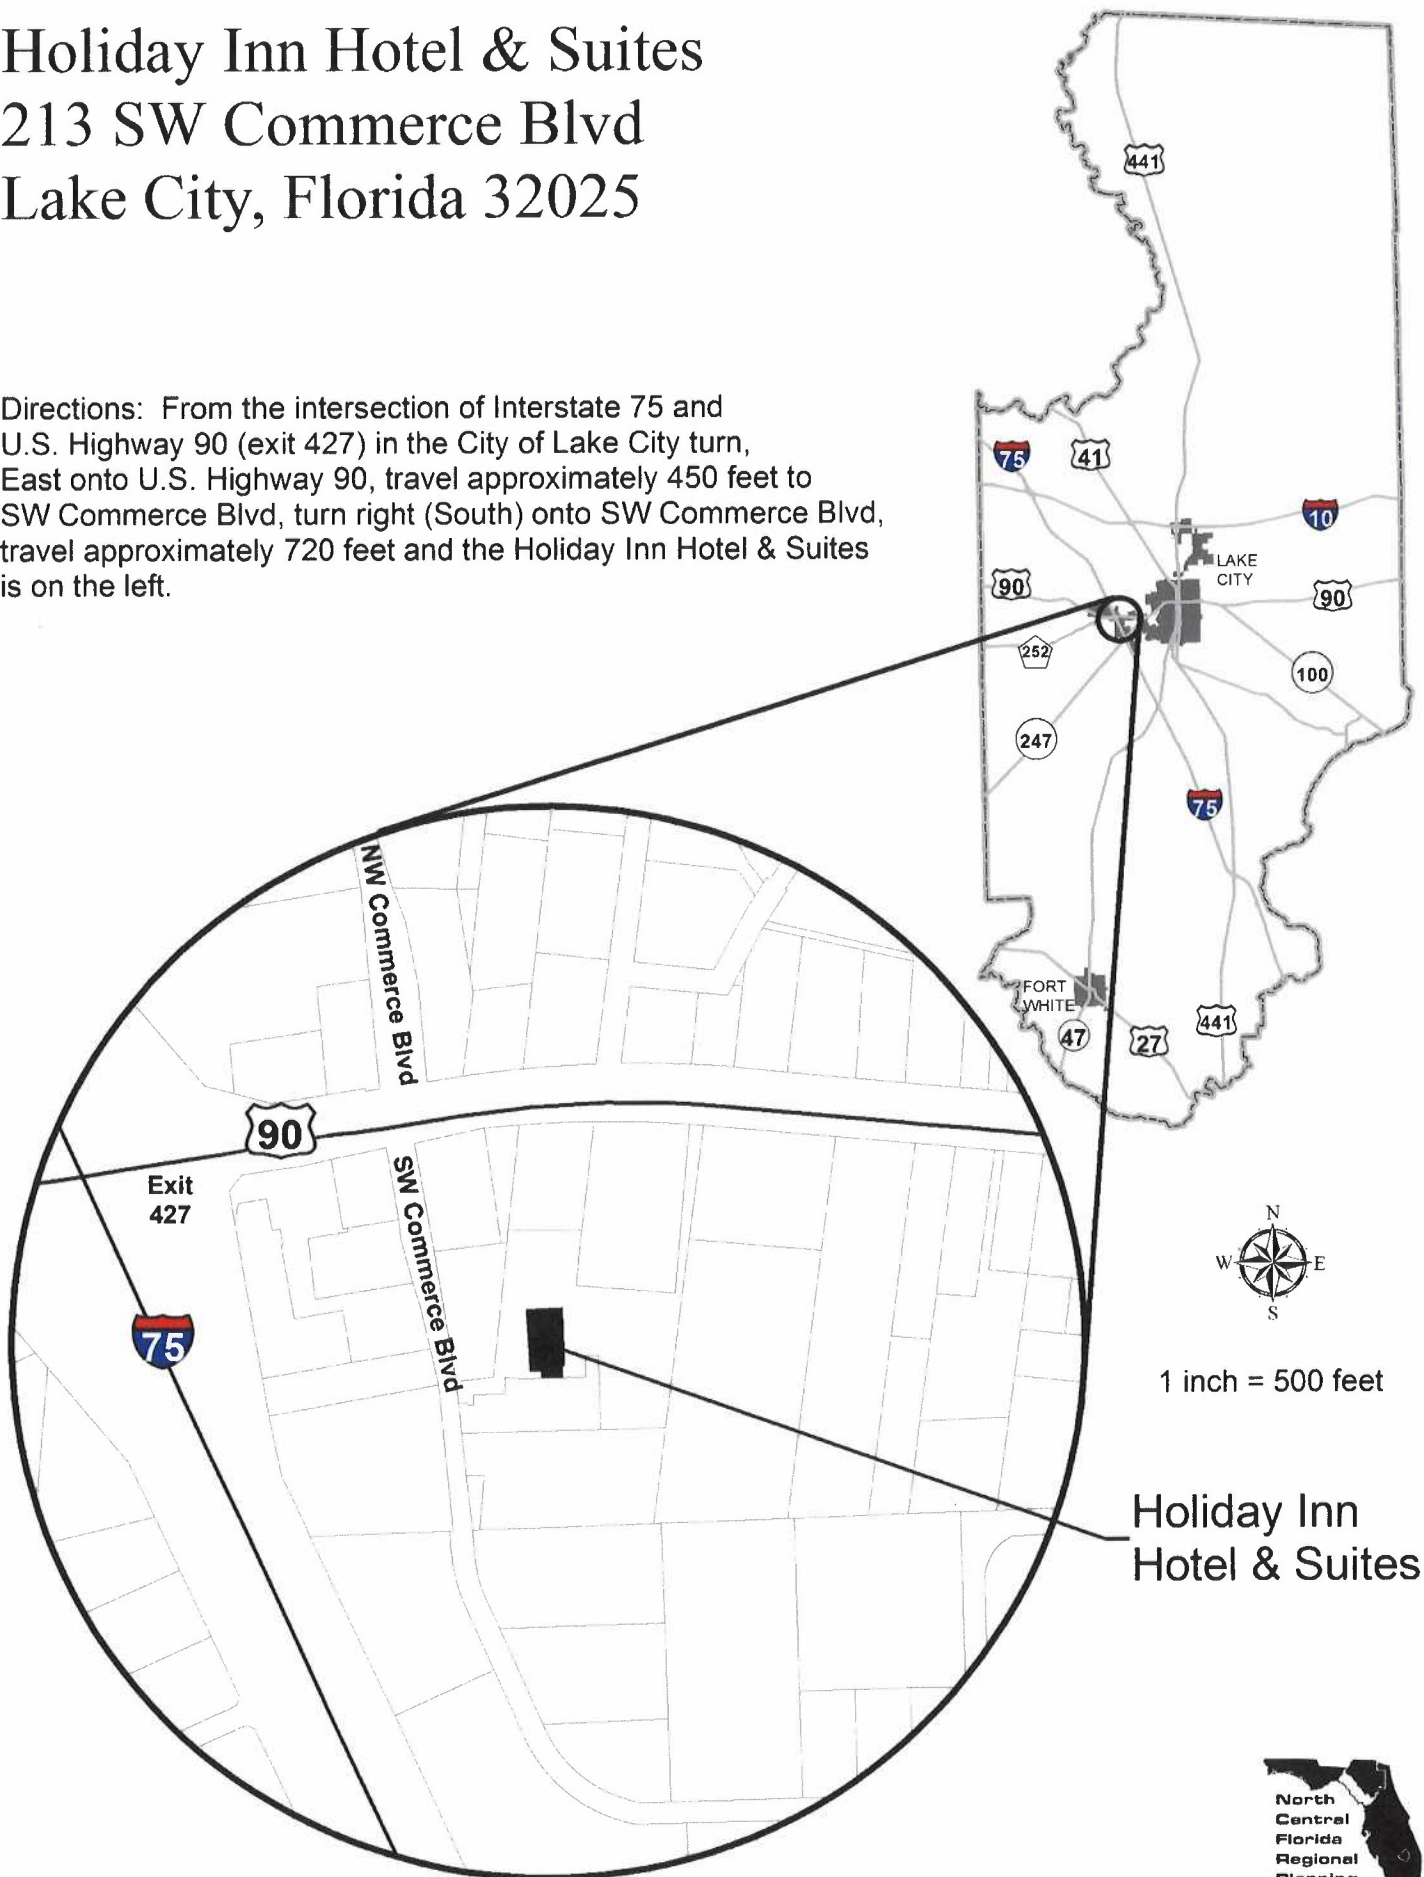 Holiday Inn Hotel & Suites
213 SW Commerce Blvd
Lake City, Florida 32025
Directions: From the intersection of Interstate 75 and
U.S. Highway 90 (exit 427) in the City of Lake City turn,
East onto U.S. Highway 90, travel approximately 450 feet to
SW Commerce Blvd, turn right (South) onto SW Commerce Blvd,
travel approximately 720 feet and the Holiday Inn Hotel & Suites
is on the left.
441
75
41
10
LAKE
CITY
90
90
252
100
247
75
FORT
WHITE
47
27
441
NW Commerce Blvd
90
Exit
427
SW Commerce Blvd
75
N
W
E
S
1 inch = 500 feet
Holiday Inn
Hotel & Suites
North
Central
Florida
Regional
Planning